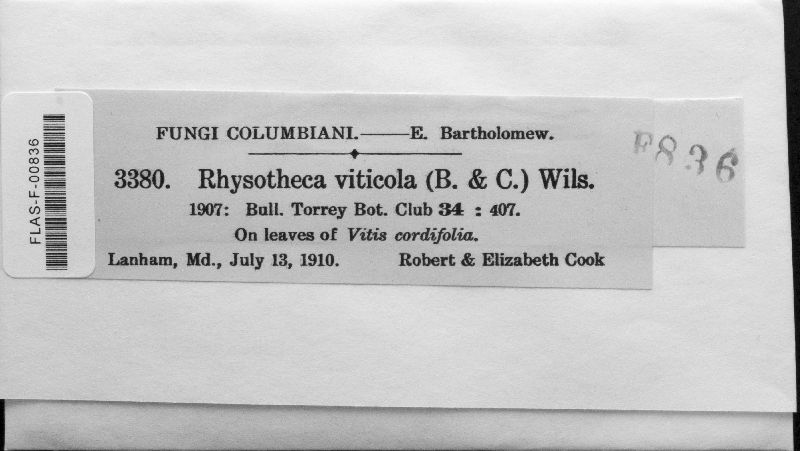 FUNGI COLUMBIANI.——E. Bartholomew.
3380. Rhysotheca viticola (B. & C.) Wils.
1907: Bull. Torrey Bot. Club 34 : 407.
On leaves of Vitis cordifolia.
Lanham, Md., July 13, 1910. Robert & Elizabeth Cook
F836
FLAS-F-00836